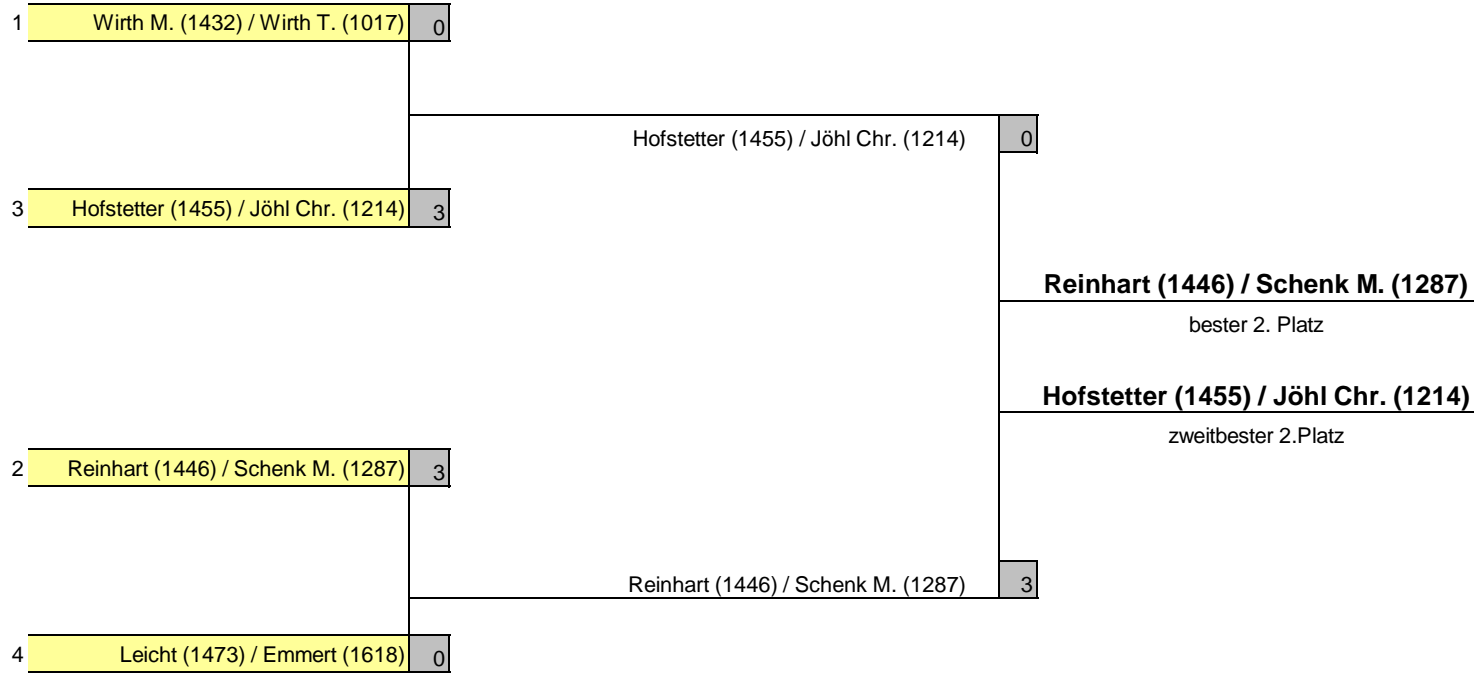 1 Wirth M. (1432) / Wirth T. (1017) 0
Hofstetter (1455) / Jöhl Chr. (1214) 0
3 Hofstetter (1455) / Jöhl Chr. (1214) 3
Reinhart (1446) / Schenk M. (1287)
bester 2. Platz
Hofstetter (1455) / Jöhl Chr. (1214)
zweitbester 2.Platz
2 Reinhart (1446) / Schenk M. (1287) 3
Reinhart (1446) / Schenk M. (1287) 3
4 Leicht (1473) / Emmert (1618) 0